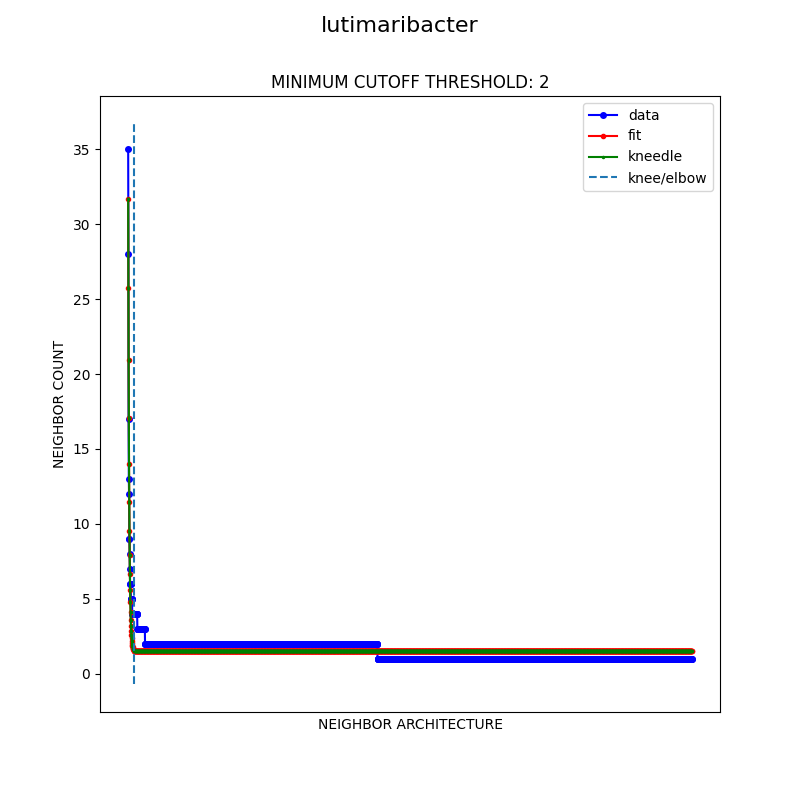 lutimaribacter
MINIMUM CUTOFF THRESHOLD: 2
data
fit
kneedle
knee/elbow
35
30
25
20
15
10
5
0
NEIGHBOR COUNT
NEIGHBOR ARCHITECTURE